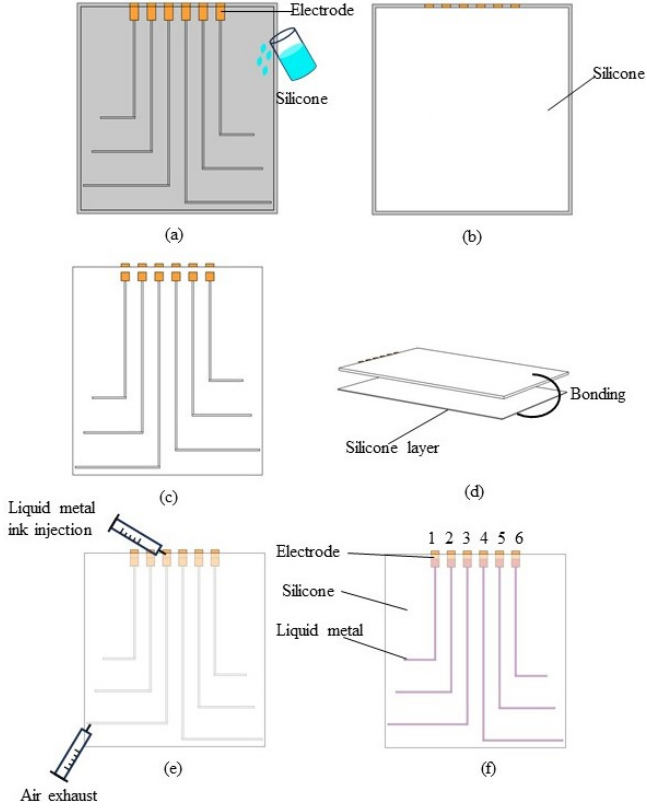 Electrode
Silicone
(a)
Silicone
(b)
(c)
Bonding
Silicone layer
(d)
Liquid metal
ink injection
Air exhaust
(e)
1 2 3 4 5 6
Electrode
Silicone
Liquid metal
(f)